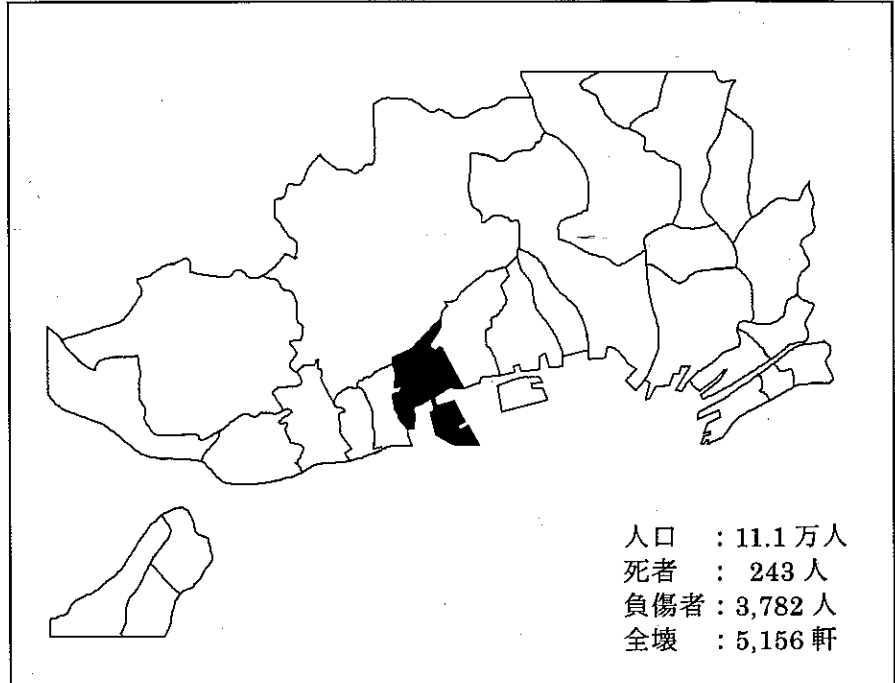 人口　：11.1 万人
死者　： 243 人
負傷者：3,782 人
全壊　：5,156 軒